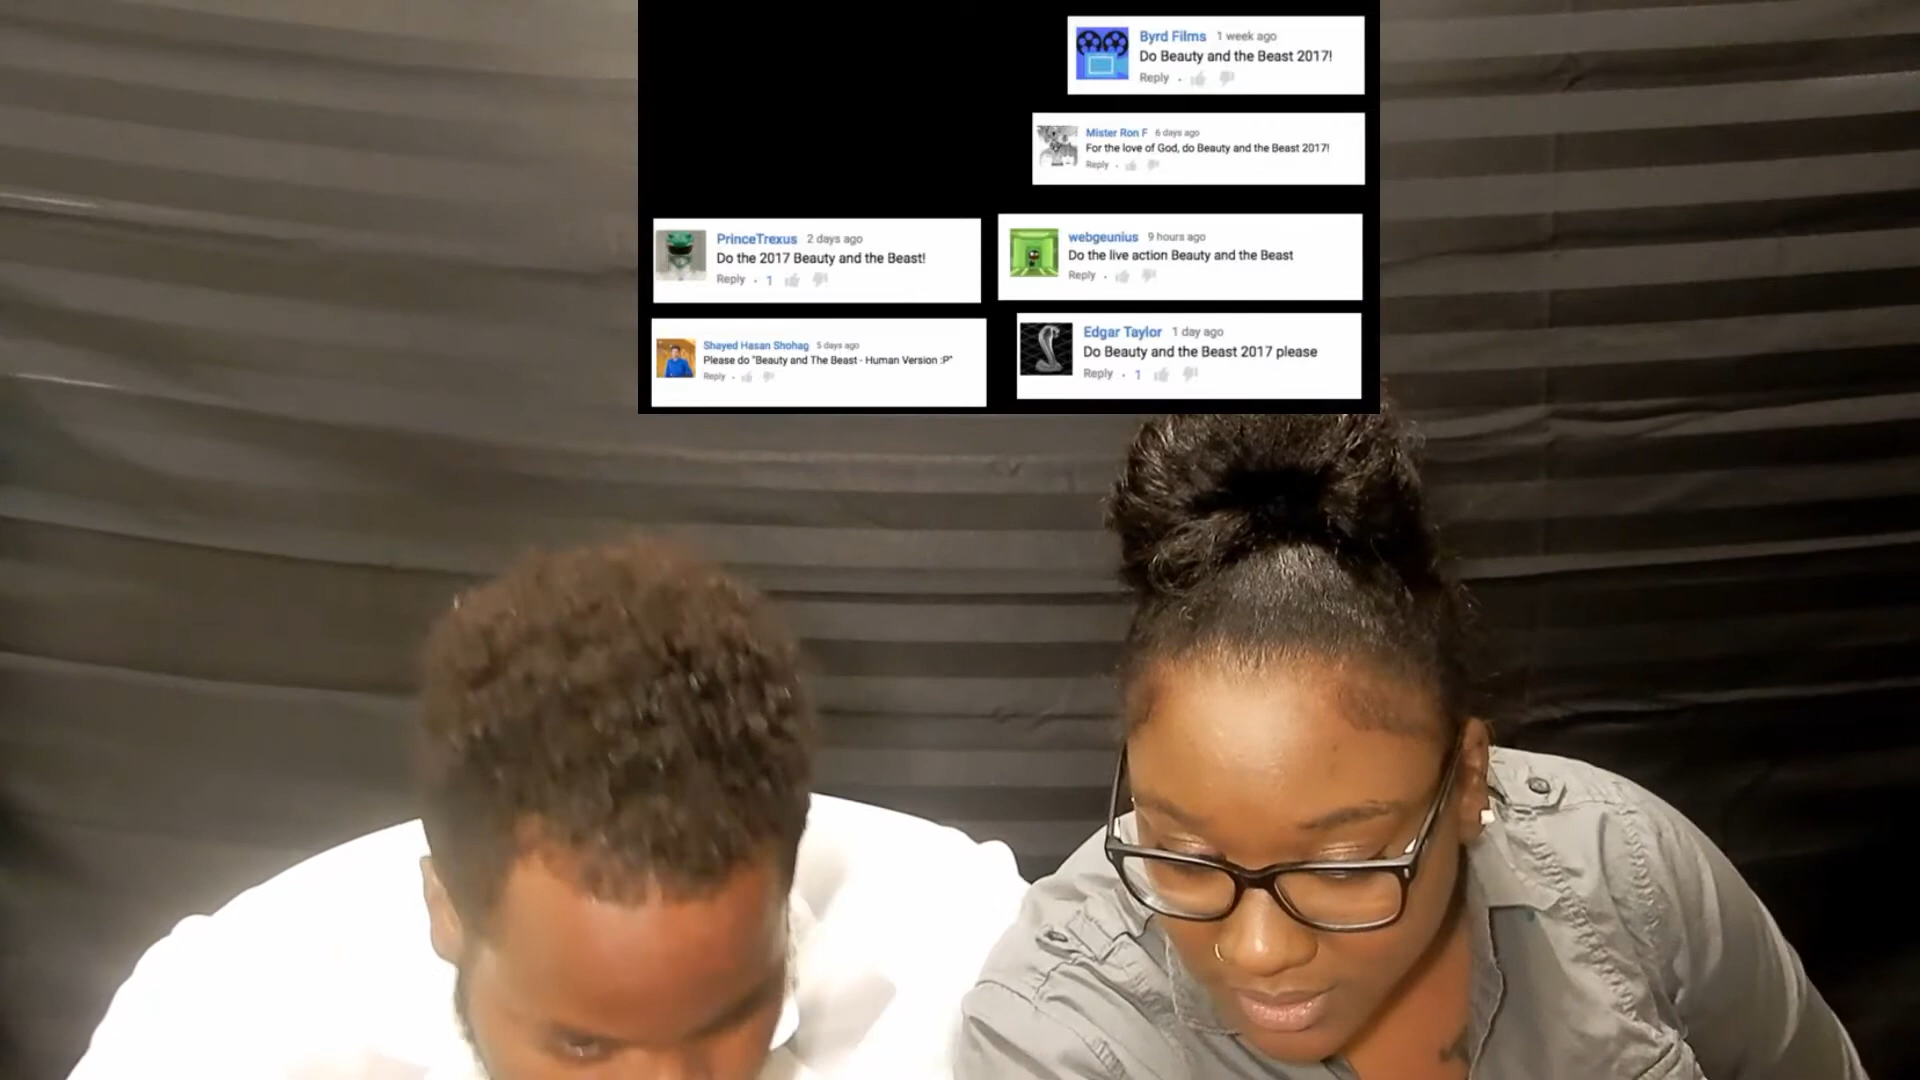 Byrd Films 1 week ago
Do Beauty and the Beast 2017!
Reply
Mister Ron F 6 days ago
For the love of God, do Beauty and the Beast 2017!
Reply
PrinceTrexus 2 days ago
Do the 2017 Beauty and the Beast!
Reply · 1
webgeunius 9 hours ago
Do the live action Beauty and the Beast
Reply
Shayed Hasan Shohag 5 days ago
Please do "Beauty and The Beast - Human Version :P"
Reply
Edgar Taylor 1 day ago
Do Beauty and the Beast 2017 please
Reply · 1